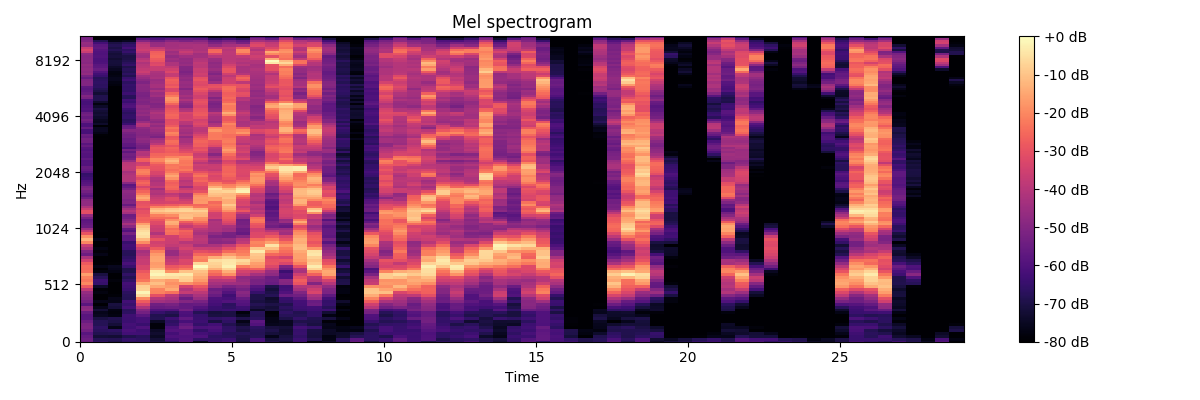 Mel spectrogram
Hz
8192
4096
2048
1024
512
0
0 5 10 15 20 25
Time
+0 dB
-10 dB
-20 dB
-30 dB
-40 dB
-50 dB
-60 dB
-70 dB
-80 dB